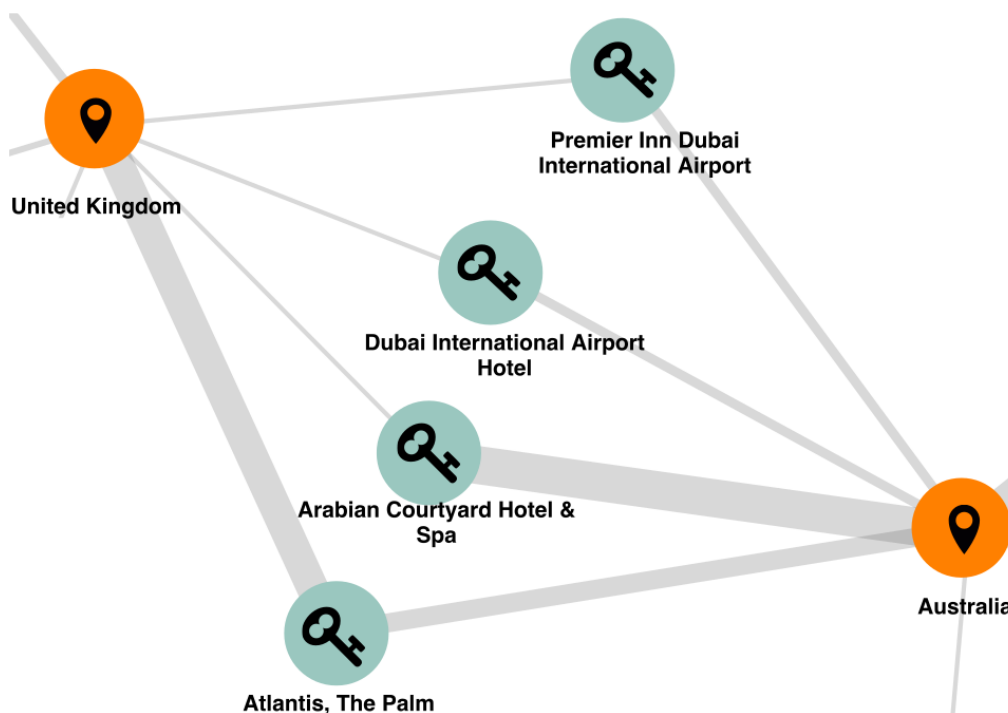 Premier Inn Dubai
International Airport
United Kingdom
Dubai International Airport
Hotel
Arabian Courtyard Hotel &
Spa
Australia
Atlantis, The Palm